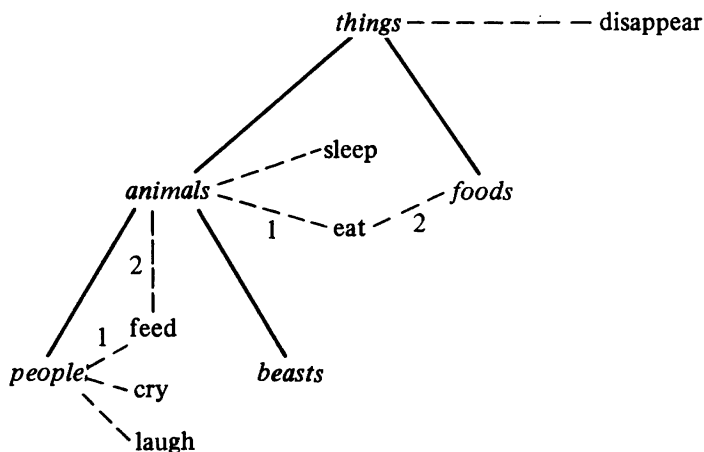 things disappear
sleep
animals foods
1 eat 2
2
feed
1
people beasts
cry
laugh